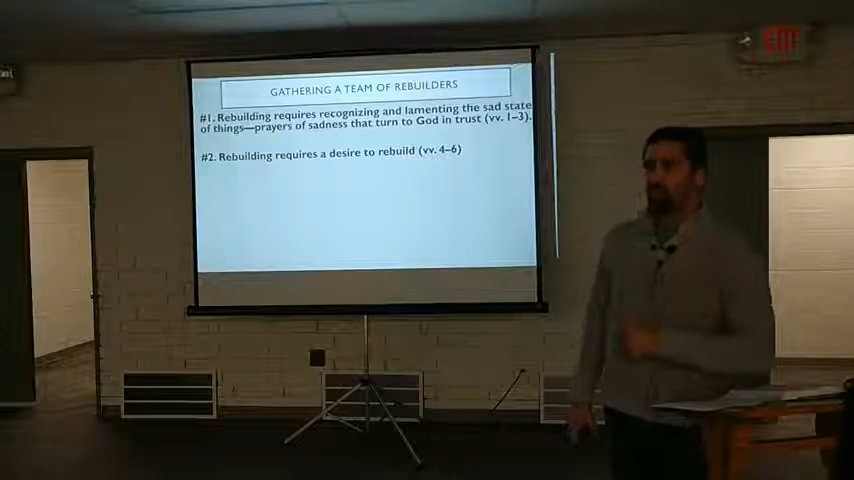 GATHERING A TEAM OF REBUILDERS
#1. Rebuilding requires recognizing and lamenting the sad state
of things—prayers of sadness that turn to God in trust (vv. 1–3).
#2. Rebuilding requires a desire to rebuild (vv. 4–6)
EXIT